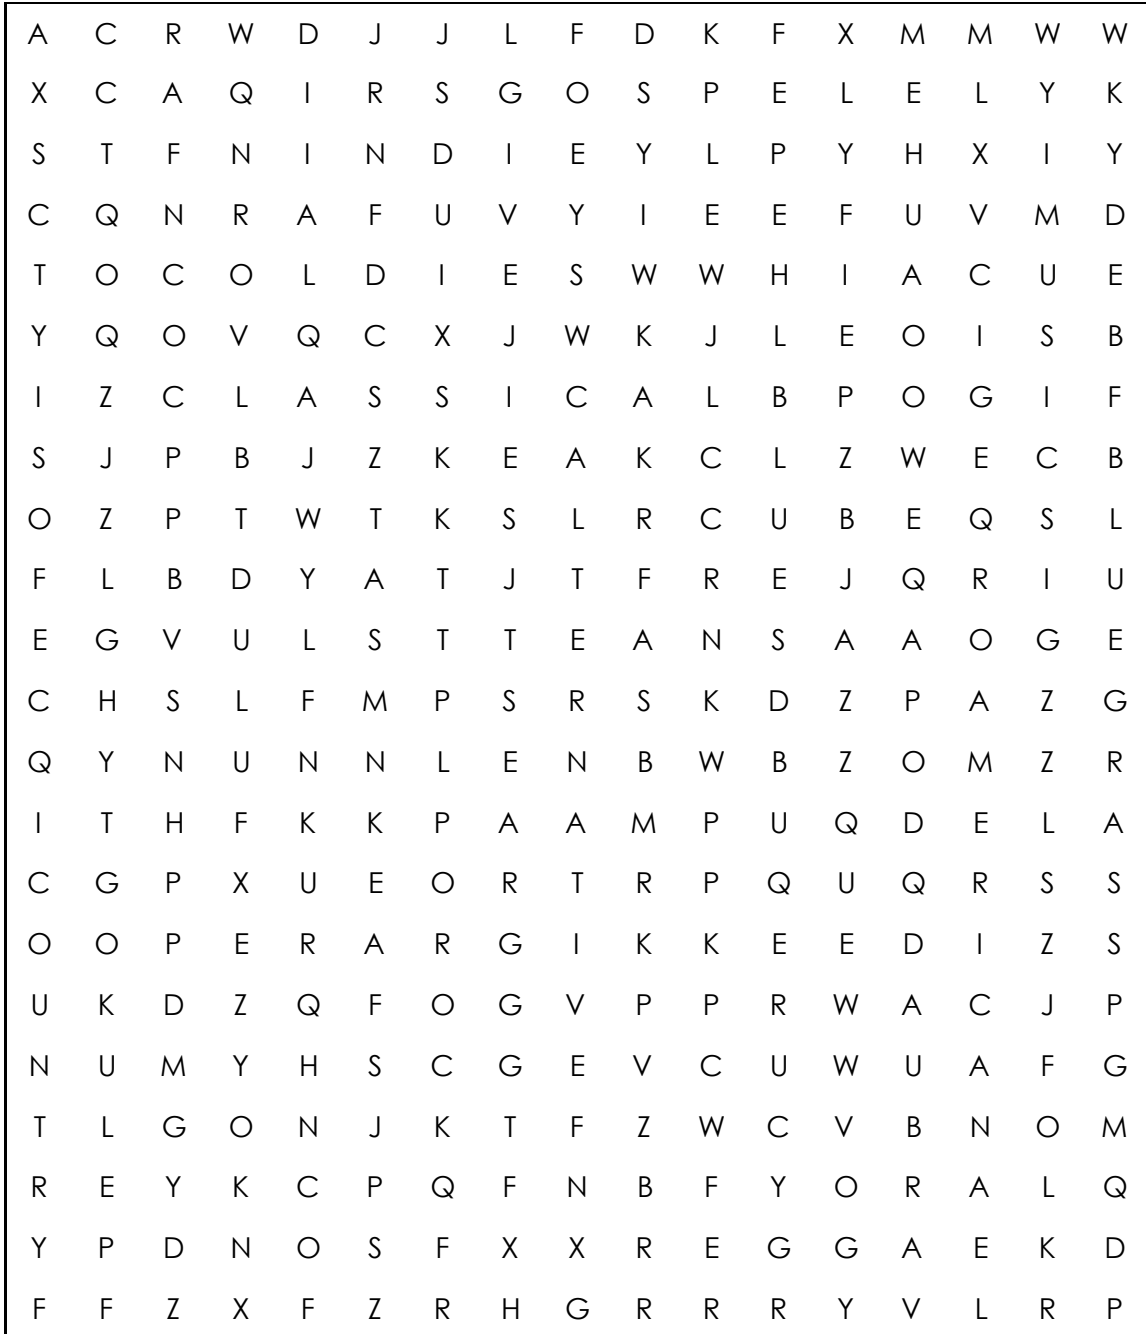 A C R W D J J L F D K F X M M W W
X C A Q I R S G O S P E L E L Y K
S T F N I N D I E Y L P Y H X I Y
C Q N R A F U V Y I E E F U V M D
T O C O L D I E S W W H I A C U E
Y Q O V Q C X J W K J L E O I S B
I Z C L A S S I C A L B P O G I F
S J P B J Z K E A K C L Z W E C B
O Z P T W T K S L R C U B E Q S L
F L B D Y A T J T F R E J Q R I U
E G V U L S T T E A N S A A O G E
C H S L F M P S R S K D Z P A Z G
Q Y N U N N L E N B W B Z O M Z R
I T H F K K P A A M P U Q D E L A
C G P X U E O R T R P Q U Q R S S
O O P E R A R G I K K E E D I Z S
U K D Z Q F O G V P P R W A C J P
N U M Y H S C G E V C U W U A F G
T L G O N J K T F Z W C V B N O M
R E Y K C P Q F N B F Y O R A L Q
Y P D N O S F X X R E G G A E K D
F F Z X F Z R H G R R R Y V L R P